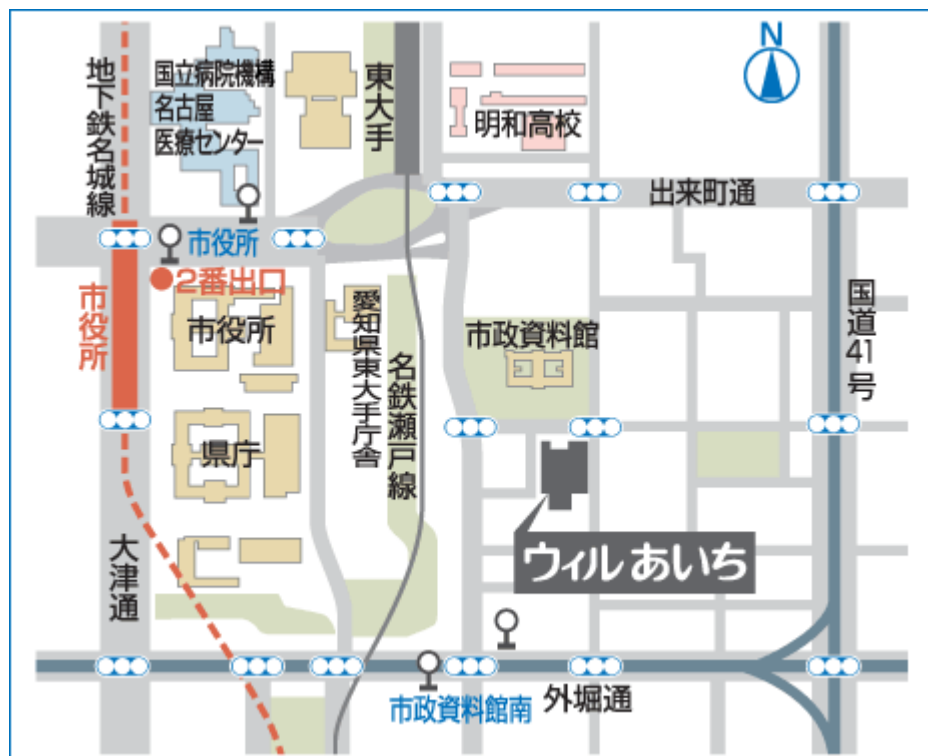 N
地下鉄名城線
国立病院機構
名古屋
医療センター
東大手
明和高校
出来町通
市役所
2番出口
市役所
市役所
愛知県東大手庁舎
名鉄瀬戸線
市政資料館
国道41号
県庁
ウィルあいち
大津通
市政資料館南
外堀通